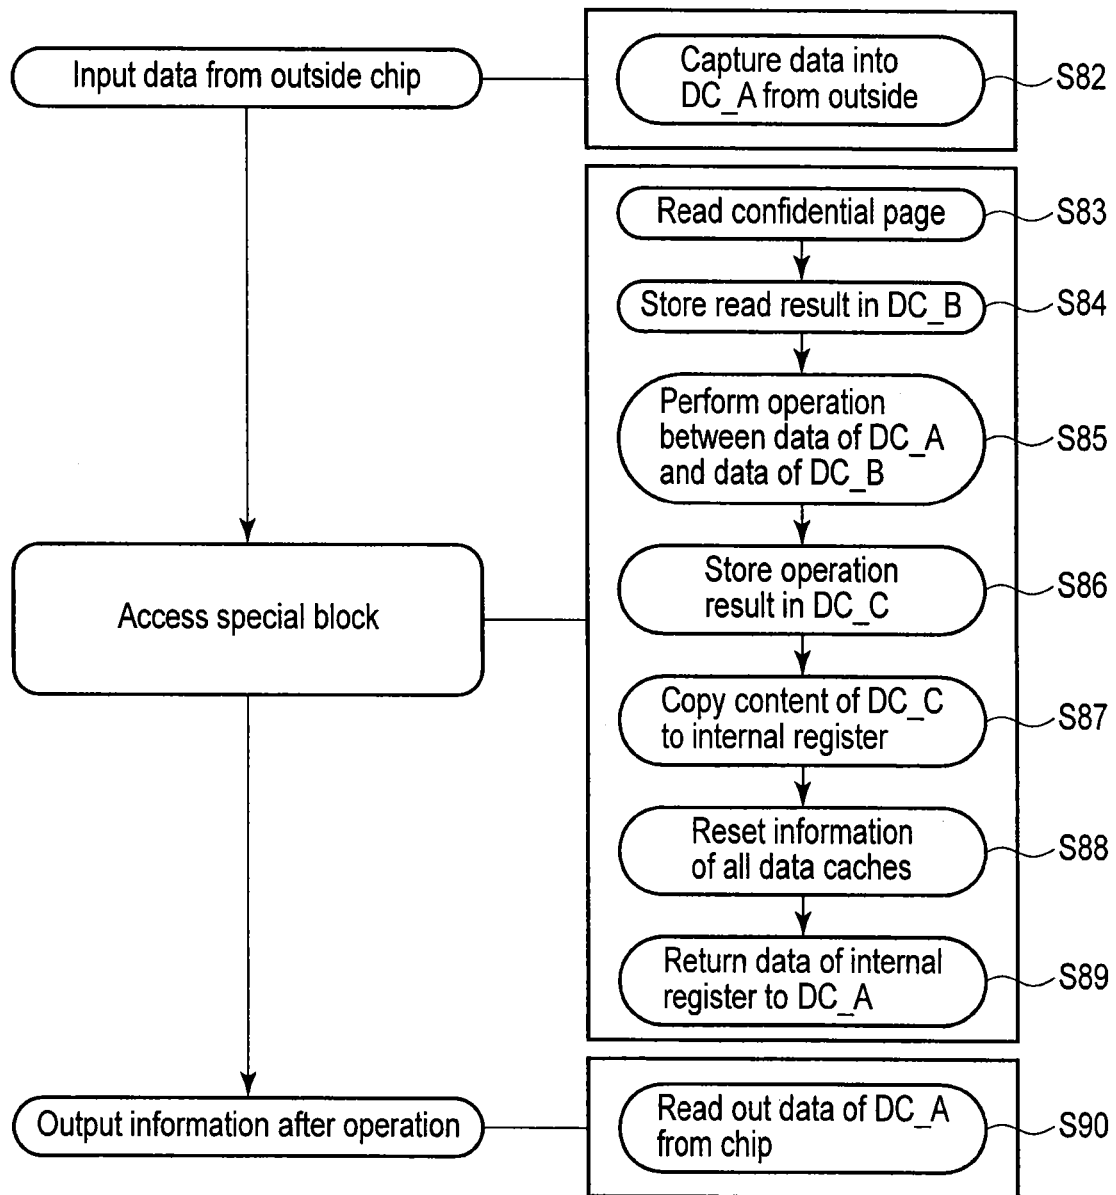 Input data from outside chip
Capture data into
DC_A from outside
S82
Read confidential page
S83
Store read result in DC_B
S84
Perform operation
between data of DC_A
and data of DC_B
S85
Access special block
Store operation
result in DC_C
S86
Copy content of DC_C
to internal register
S87
Reset information
of all data caches
S88
Return data of internal
register to DC_A
S89
Output information after operation
Read out data of DC_A
from chip
S90